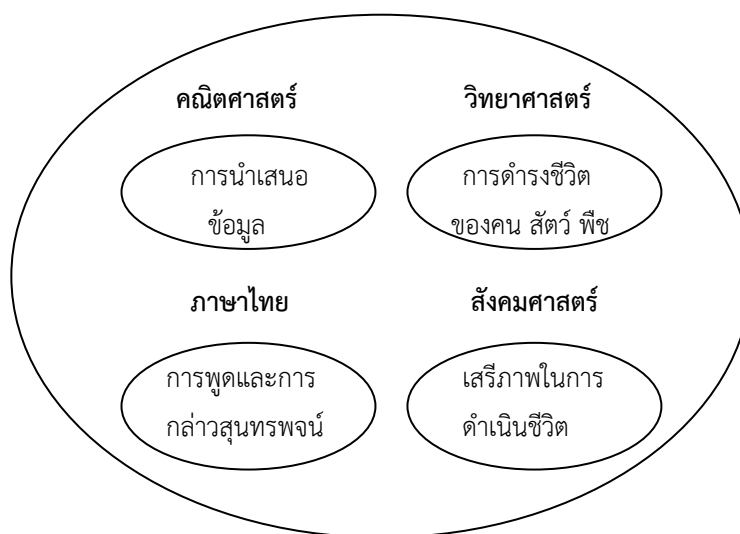 คณิตศาสตร์
วิทยาศาสตร์
การนำเสนอ
ข้อมูล
การดำรงชีวิต
ของคน สัตว์ พืช
ภาษาไทย
สังคมศาสตร์
การพูดและการ
กล่าวสุนทรพจน์
เสรีภาพในการ
ดำเนินชีวิต